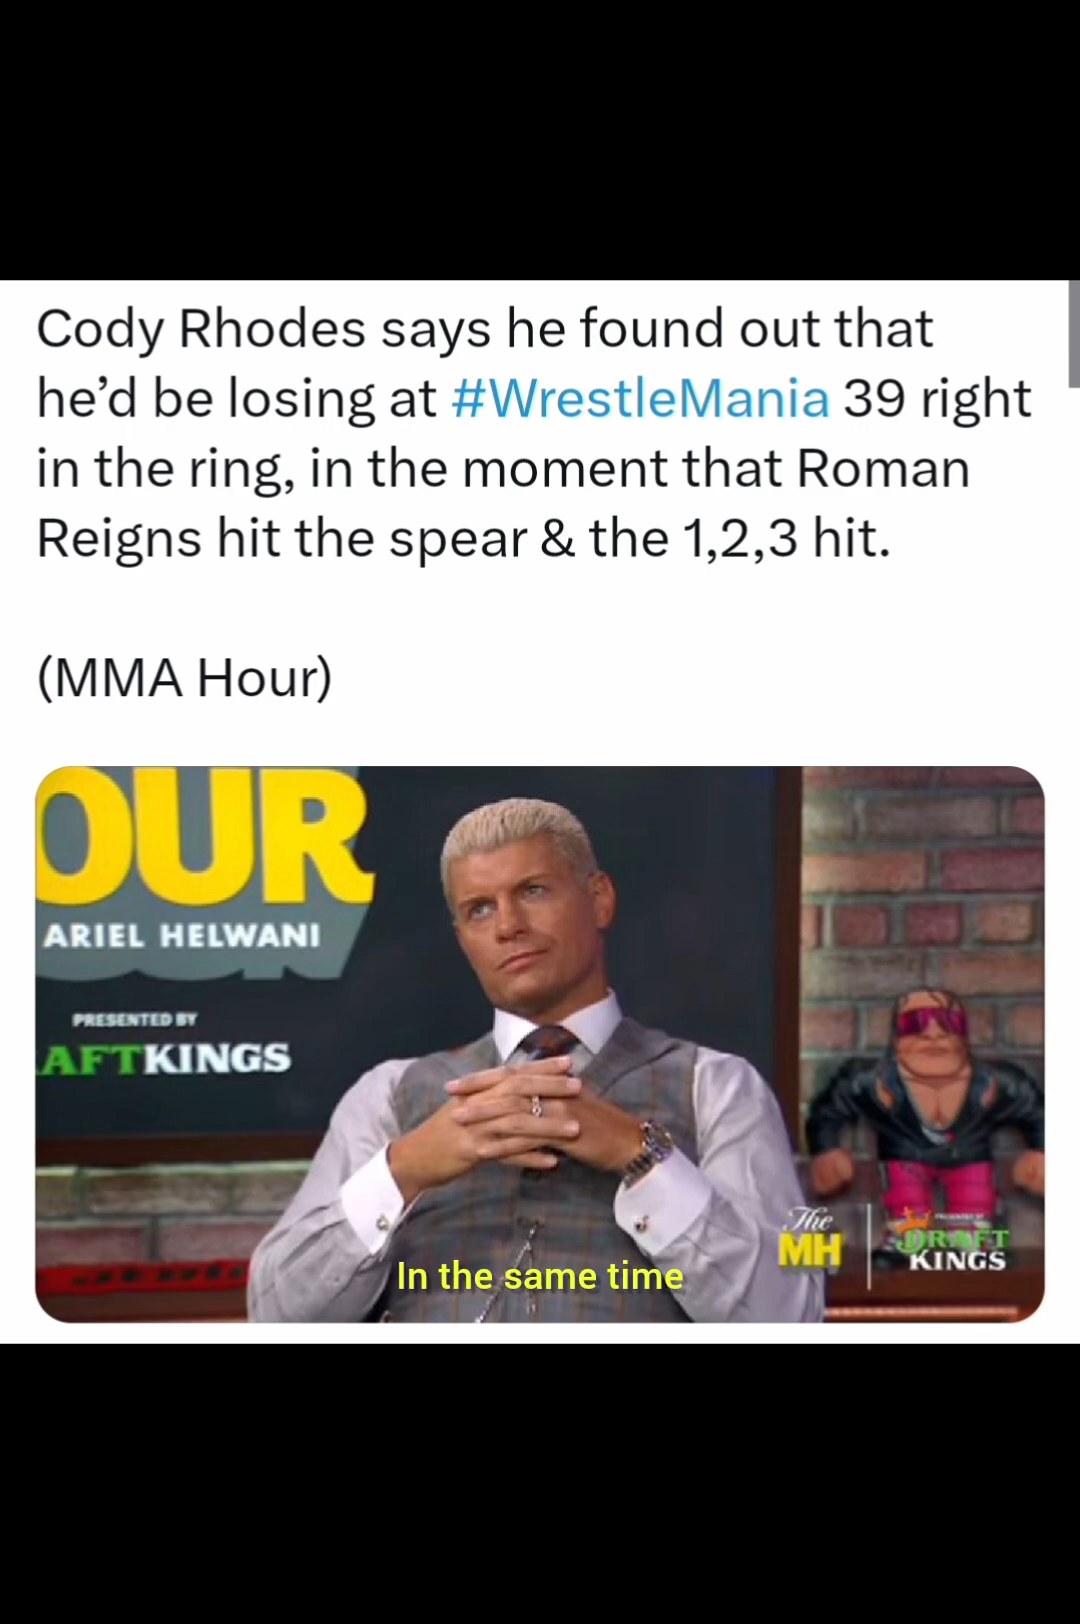 Cody Rhodes says he found out that
he’d be losing at #WrestleMania 39 right
in the ring, in the moment that Roman
Reigns hit the spear & the 1,2,3 hit.
(MMA Hour)
OUR
ARIEL HELWANI
PRESENTED BY
AFTKINGS
The
MH
DRAFT
KINGS
In the same time